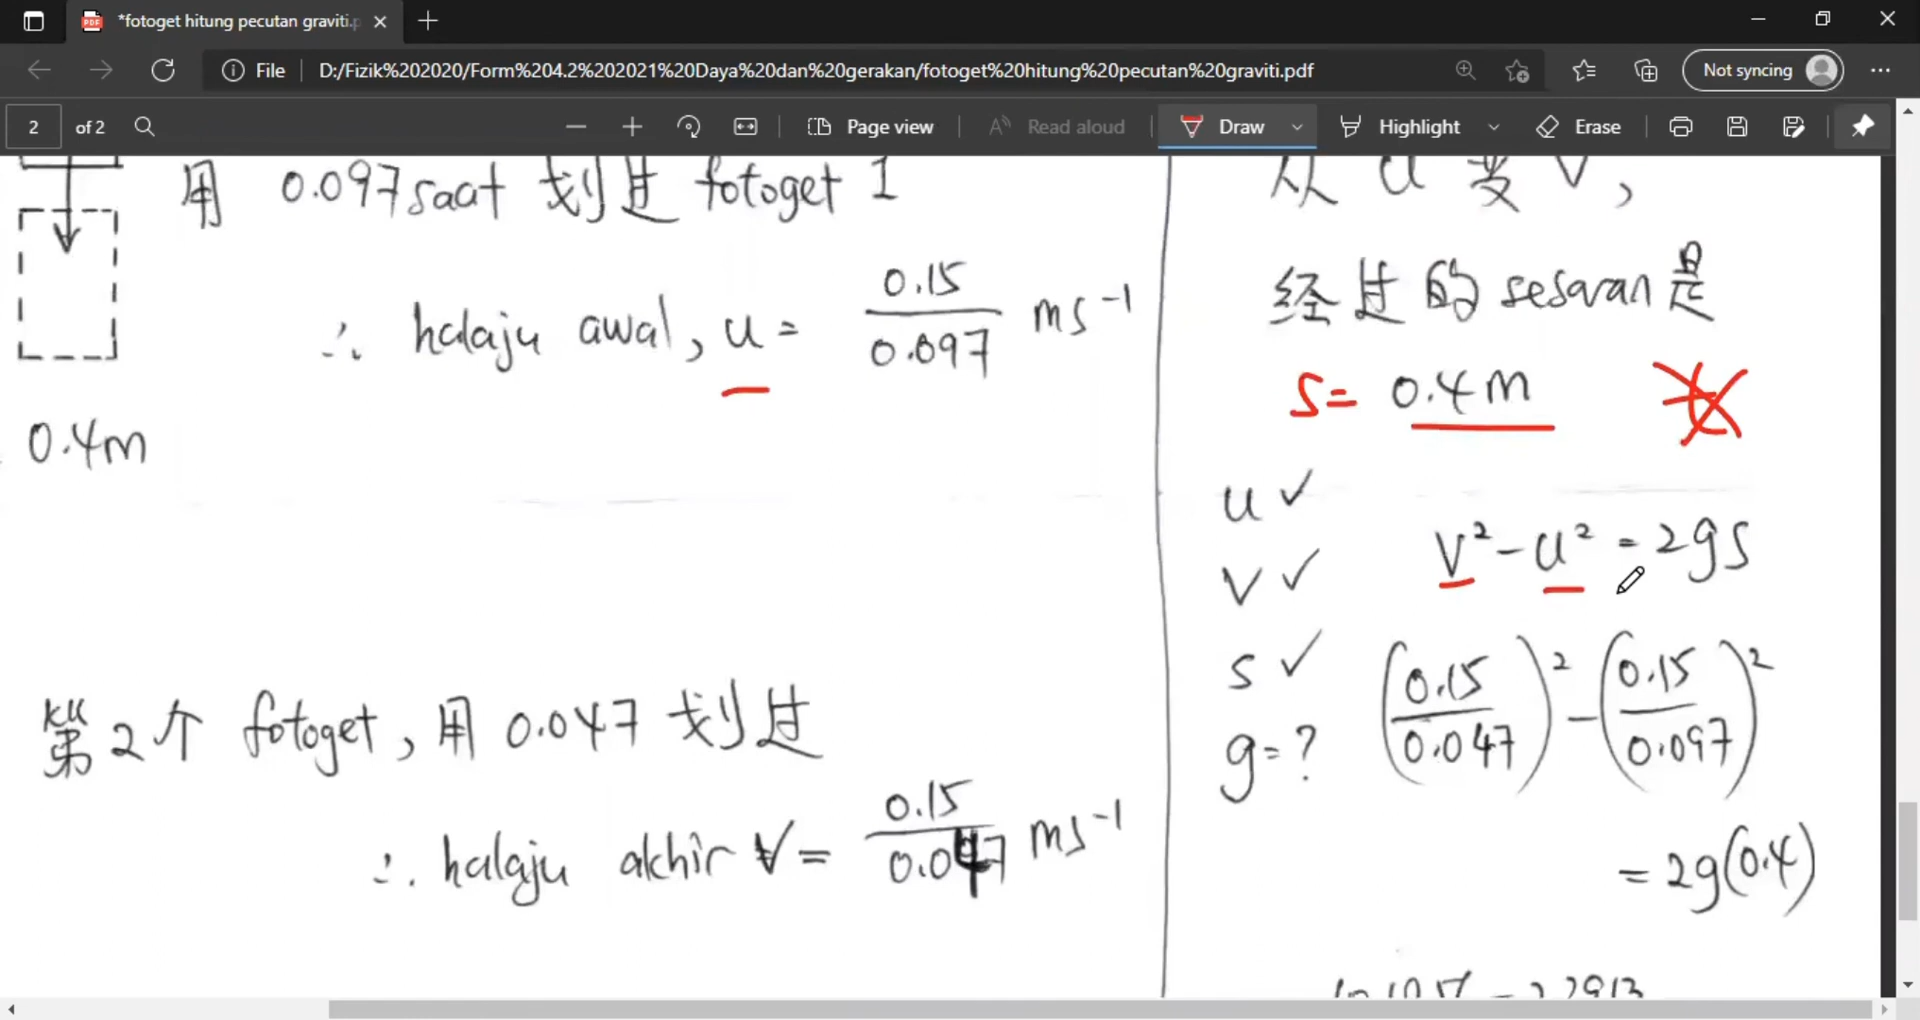 *fotoget hitung pecutan graviti.p
File
D:/Fizik%202020/Form%204.2%202021%20Daya%20dan%20gerakan/fotoget%20hitung%20pecutan%20graviti.pdf
Not syncing
2 of 2
Page view
Read aloud
Draw
Highlight
Erase
用 0.097saat 划过 fotoget 1
∴ halaju awal, u = 0.15/0.097 ms⁻¹
0.4m
第 ku 2个 fotoget, 用 0.047 划过
∴ halaju akhir v = 0.15/0.047 ms⁻¹
从 u 变 v,
经过的 sesaran 是
s= 0.4m
u ✓
v ✓
s ✓
g = ?
v² - u² = 2gs
(0.15/0.047)² - (0.15/0.097)²
= 2g(0.4)